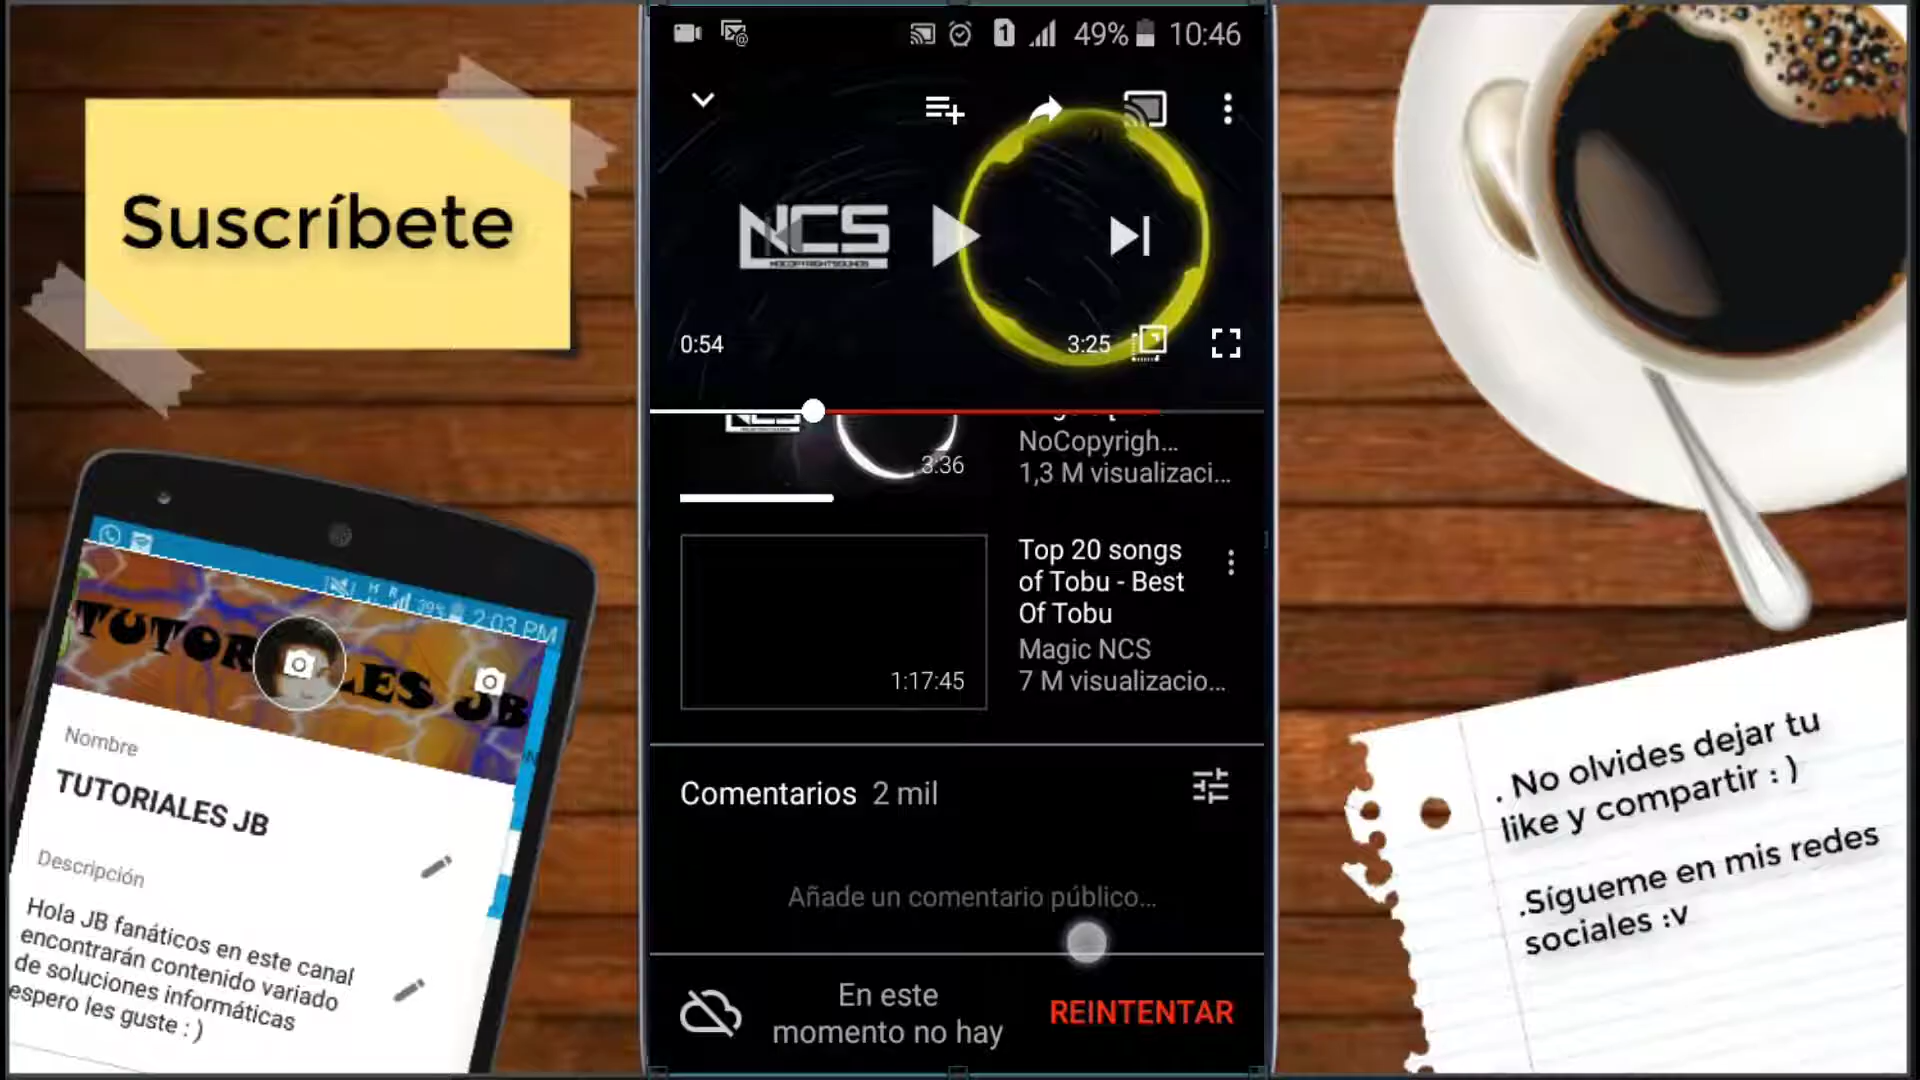 Suscríbete
1
49%
10:46
NCS
NOCOPYRIGHTSOUNDS
0:54
3:25
3:36
NoCopyrigh...
1,3 M visualizaci...
Top 20 songs
of Tobu - Best
Of Tobu
Magic NCS
7 M visualizacio...
1:17:45
Comentarios 2 mil
Añade un comentario público...
En este
momento no hay
REINTENTAR
39%
2:03 PM
Nombre
TUTORIALES JB
Descripción
Hola JB fanáticos en este canal
encontrarán contenido variado
de soluciones informáticas
espero les guste : )
. No olvides dejar tu
like y compartir : )
.Sígueme en mis redes
sociales :v